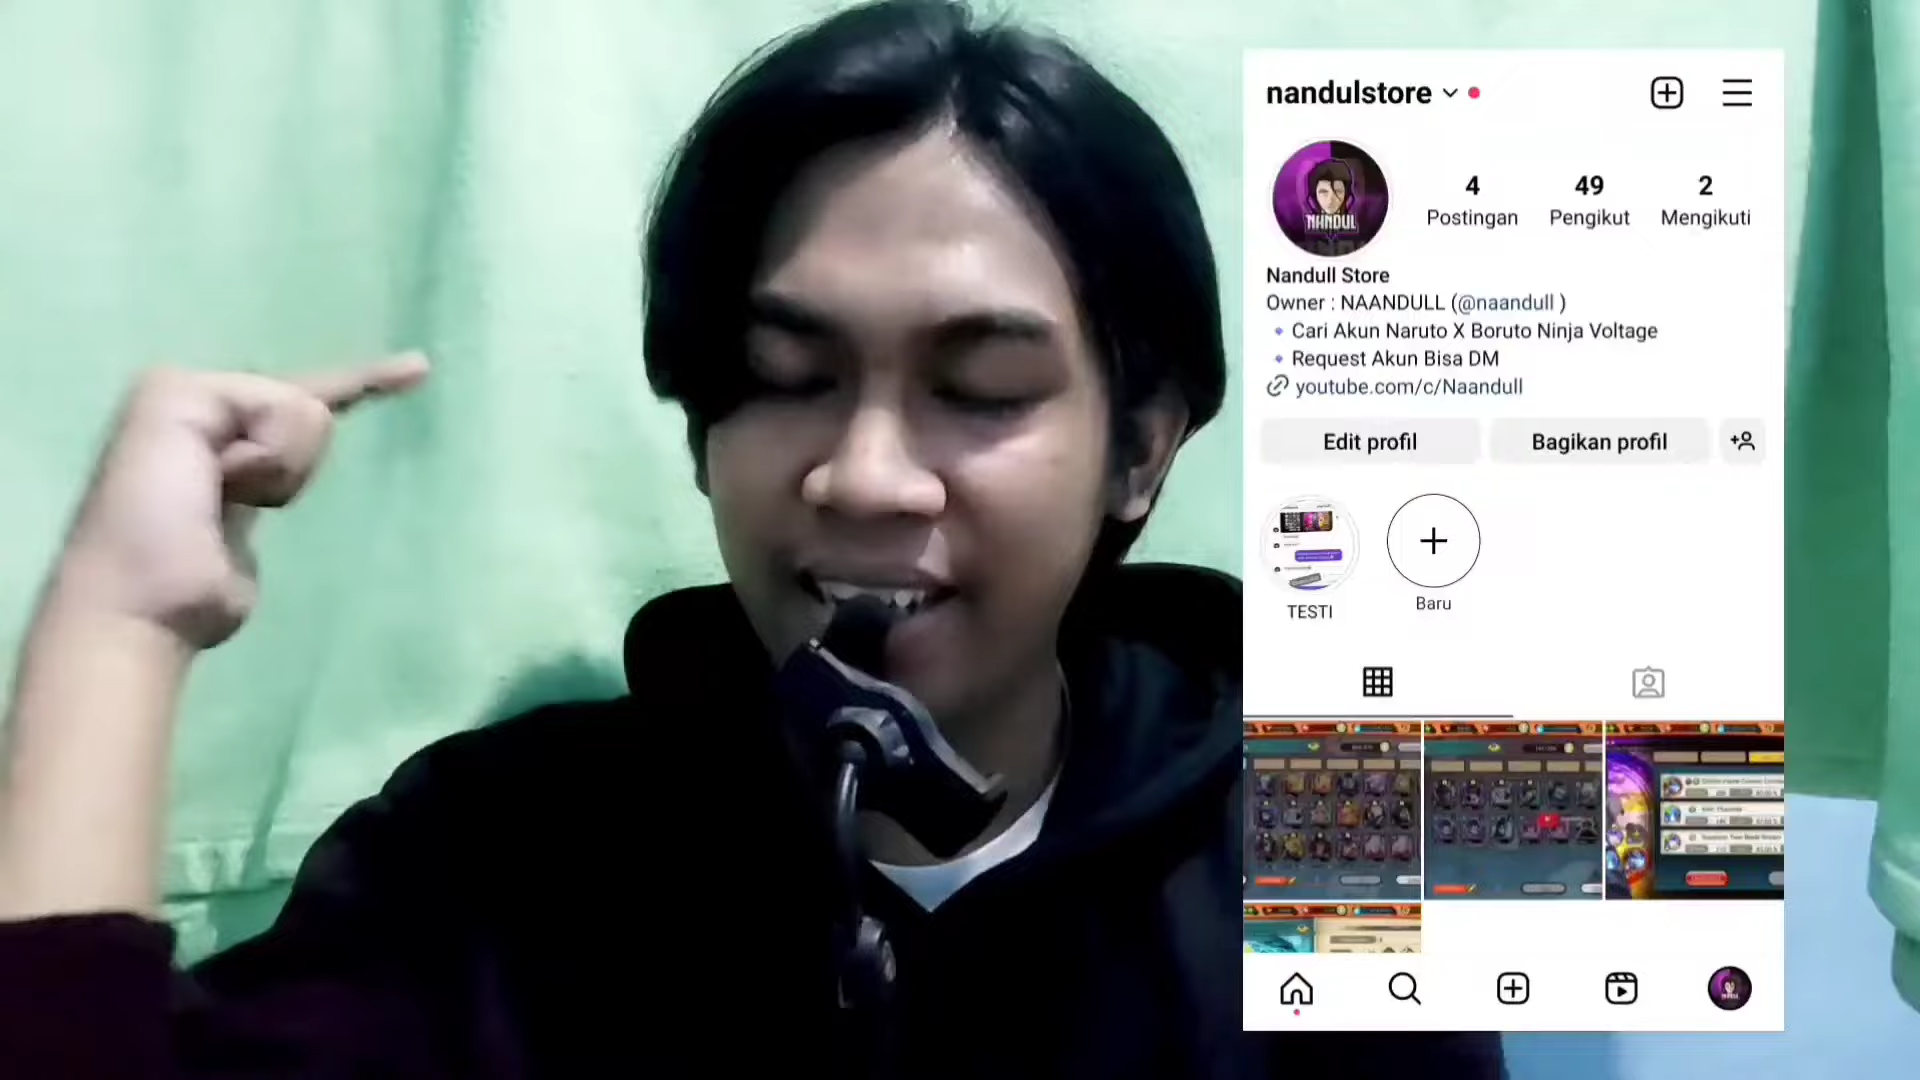 nandulstore
NANDUL
4
49
2
Postingan
Pengikut
Mengikuti
Nandull Store
Owner : NAANDULL (@naandull )
Cari Akun Naruto X Boruto Ninja Voltage
Request Akun Bisa DM
youtube.com/c/Naandull
Edit profil
Bagikan profil
TESTI
Baru